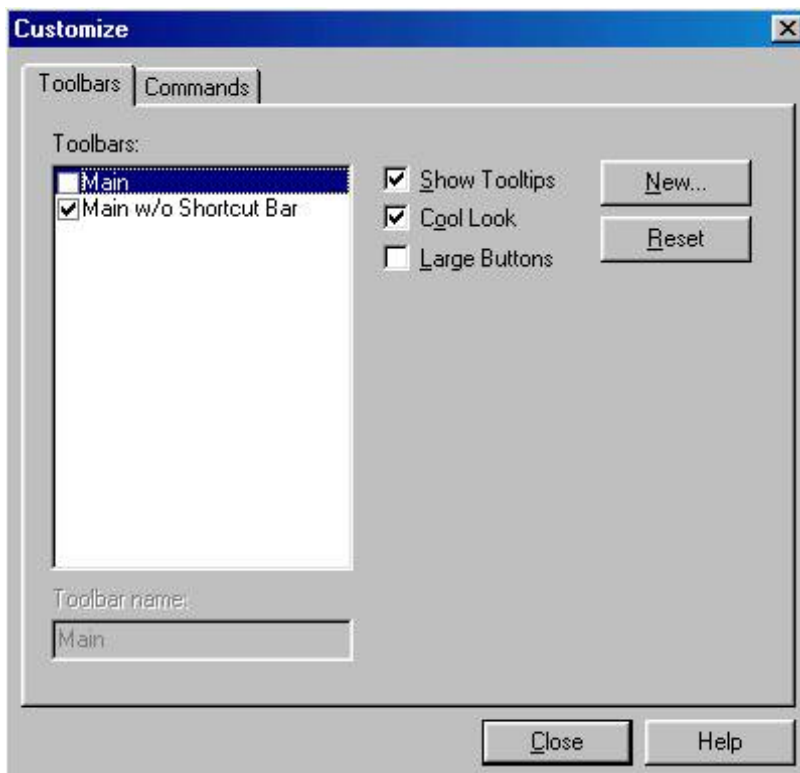 Customize
Toolbars
Commands
Toolbars:
Main
Main w/o Shortcut Bar
Show Tooltips
Cool Look
Large Buttons
New...
Reset
Toolbar name:
Main
Close
Help